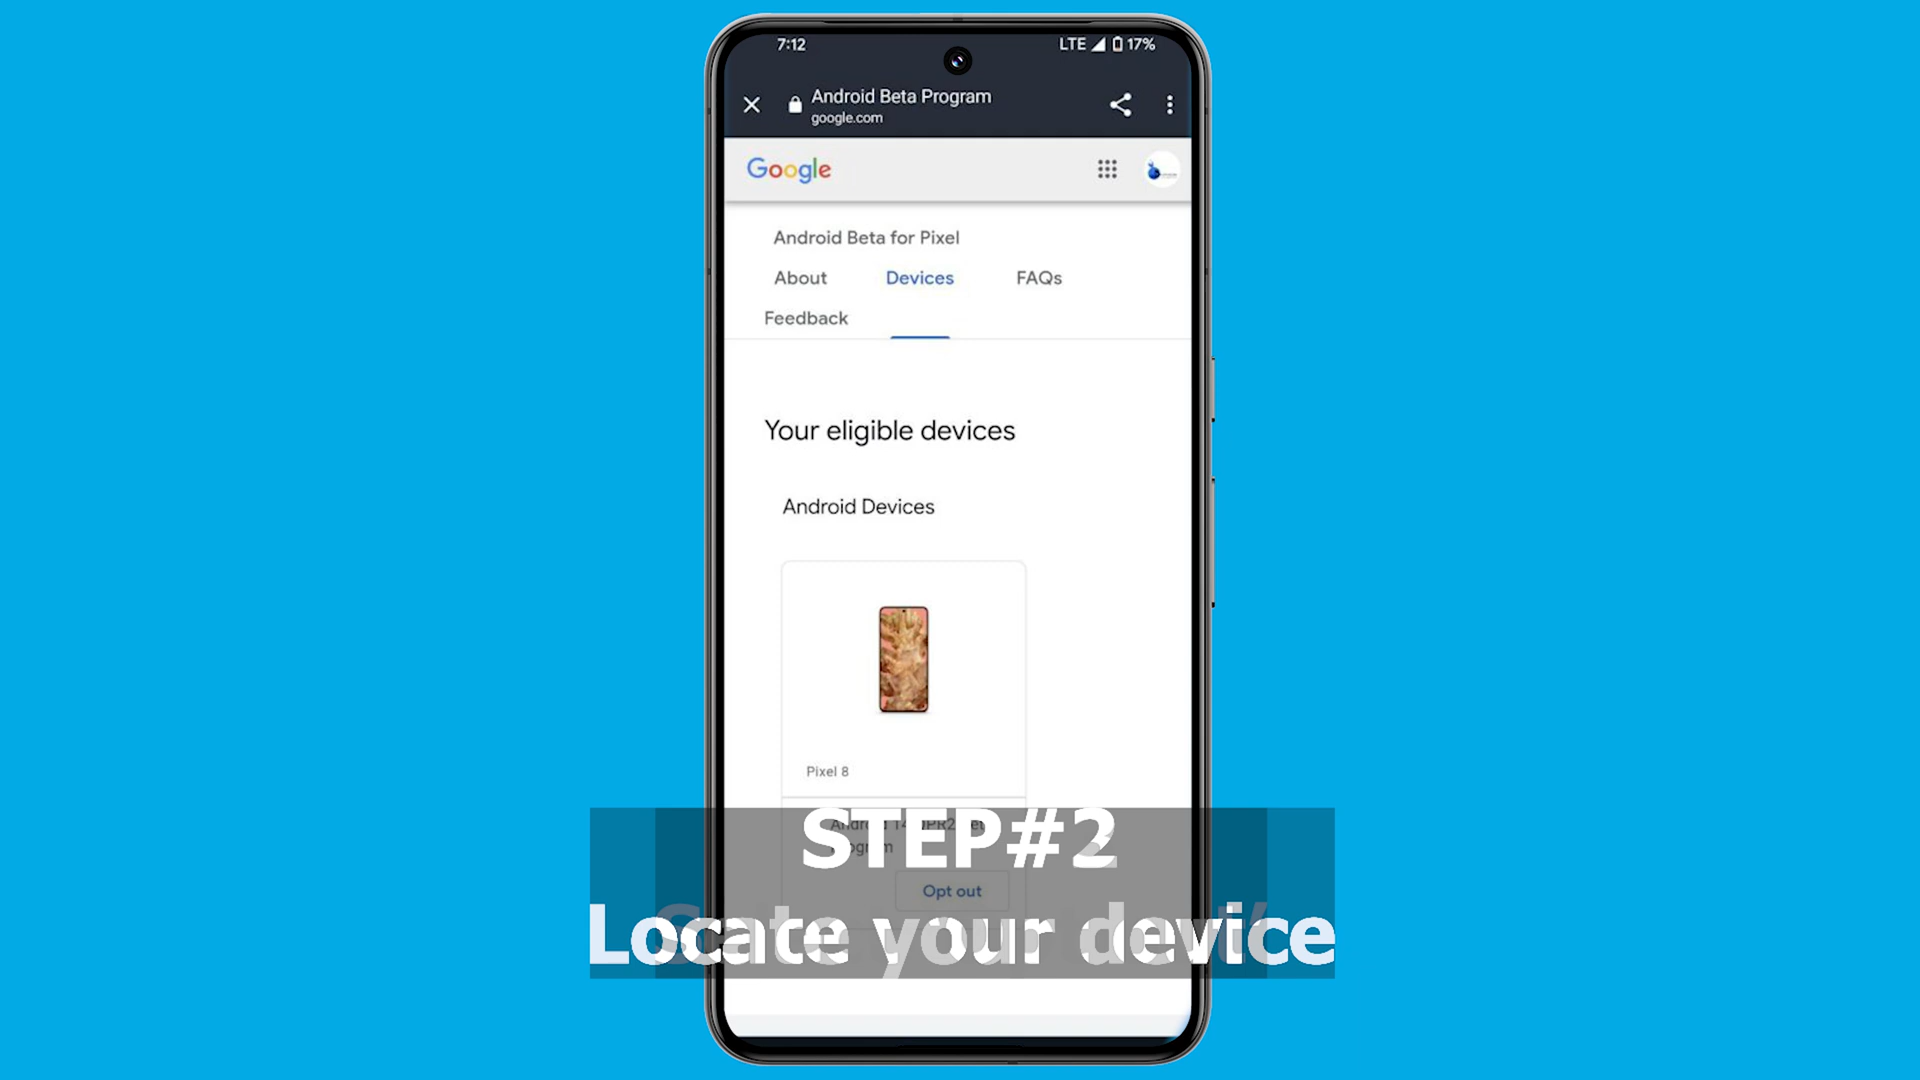 7:12
LTE 17%
Android Beta Program
google.com
Google
Android Beta for Pixel
About Devices FAQs
Feedback
Your eligible devices
Android Devices
Pixel 8
STEP#2
Opt out
Locate your device